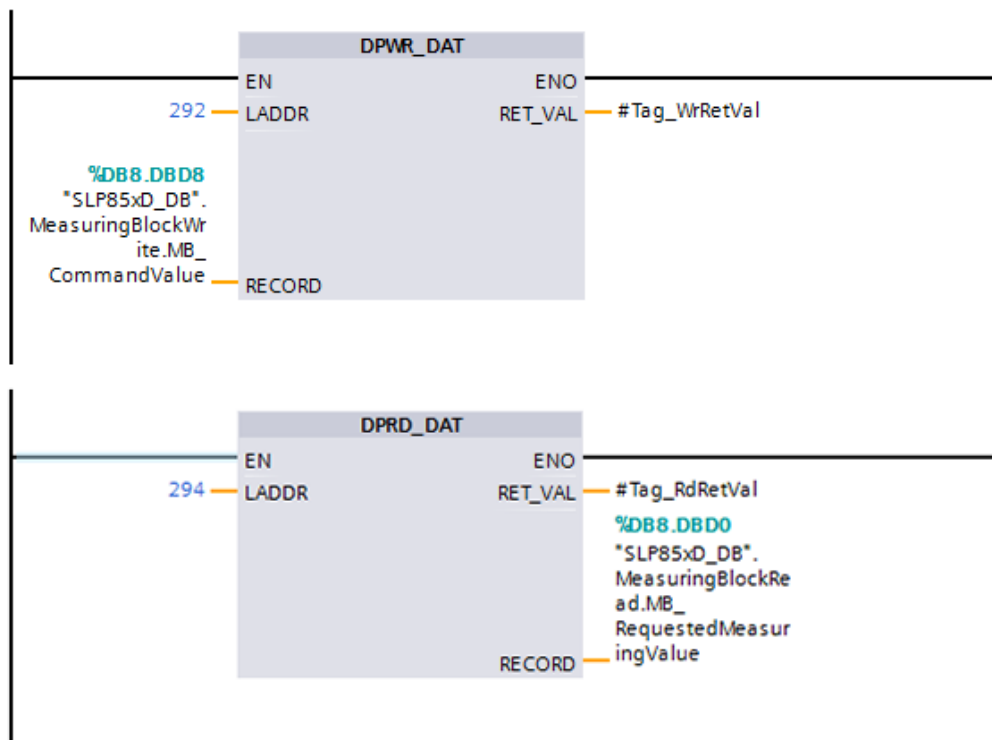 DPWR_DAT
EN ENO
292 LADDR RET_VAL #Tag_WrRetVal
%DB8.DBD8
"SLP85xD_DB".
MeasuringBlockWr
ite.MB_
CommandValue
RECORD
DPRD_DAT
EN ENO
294 LADDR RET_VAL #Tag_RdRetVal
%DB8.DBD0
"SLP85xD_DB".
MeasuringBlockRe
ad.MB_
RequestedMeasur
ingValue
RECORD